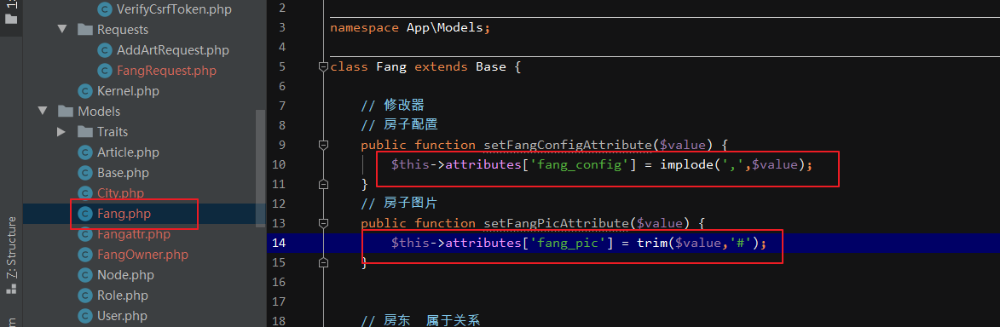 VerifyCsrfToken.php
Requests
AddArtRequest.php
FangRequest.php
Kernel.php
Models
Traits
Article.php
Base.php
City.php
Fang.php
Fangattr.php
FangOwner.php
Node.php
Role.php
User.php
Z: Structure
2
3 namespace App\Models;
4
5 class Fang extends Base {
6
7 // 修改器
8 // 房子配置
9 public function setFangConfigAttribute($value) {
10 $this->attributes['fang_config'] = implode(',',$value);
11 }
12 // 房子图片
13 public function setFangPicAttribute($value) {
14 $this->attributes['fang_pic'] = trim($value,'#');
15 }
16
17
18 // 房东 属于关系